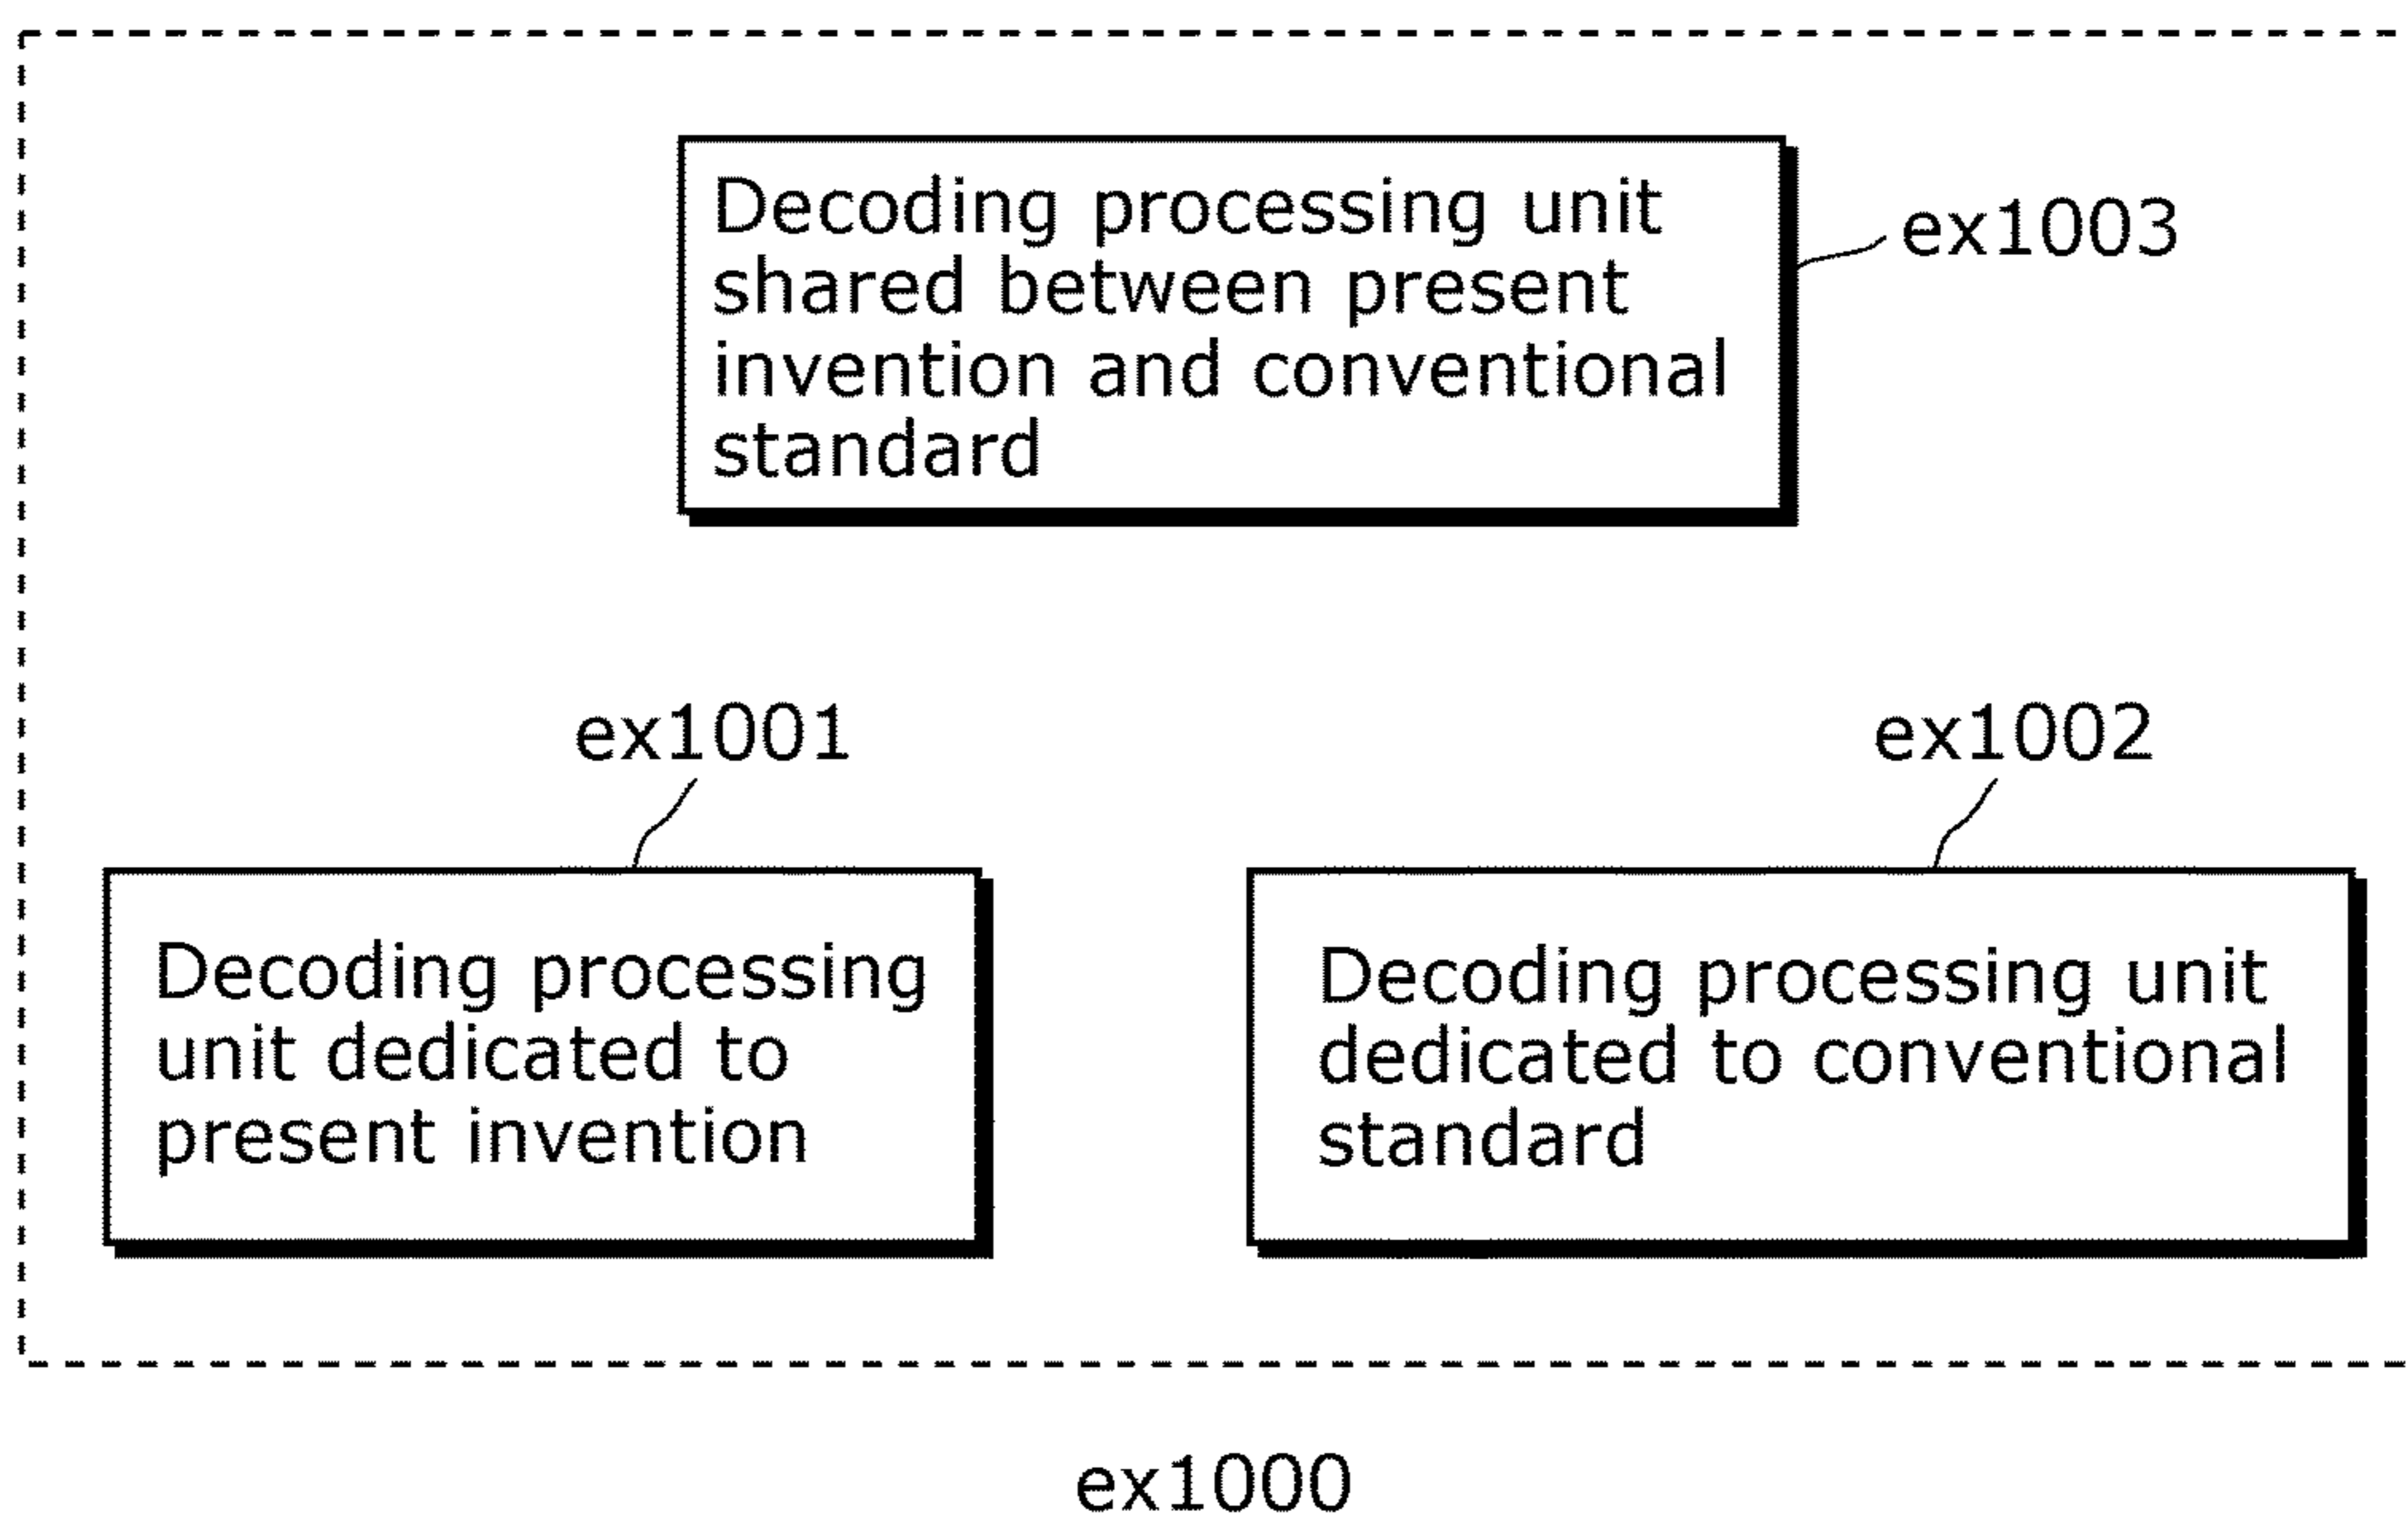 Decoding processing unit
shared between present
invention and conventional
standard
ex1003
ex1001
ex1002
Decoding processing
unit dedicated to
present invention
Decoding processing unit
dedicated to conventional
standard
ex1000